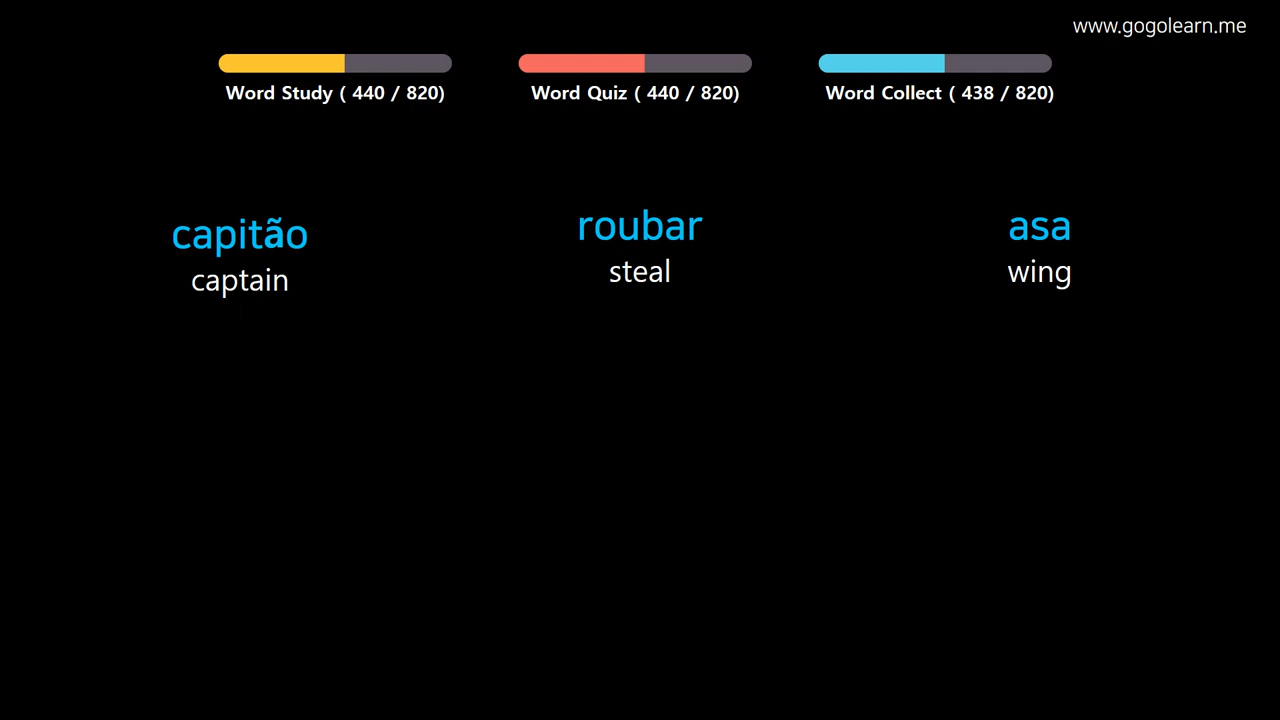 www.gogolearn.me
Word Study ( 440 / 820)
Word Quiz ( 440 / 820)
Word Collect ( 438 / 820)
capitão
captain
roubar
steal
asa
wing